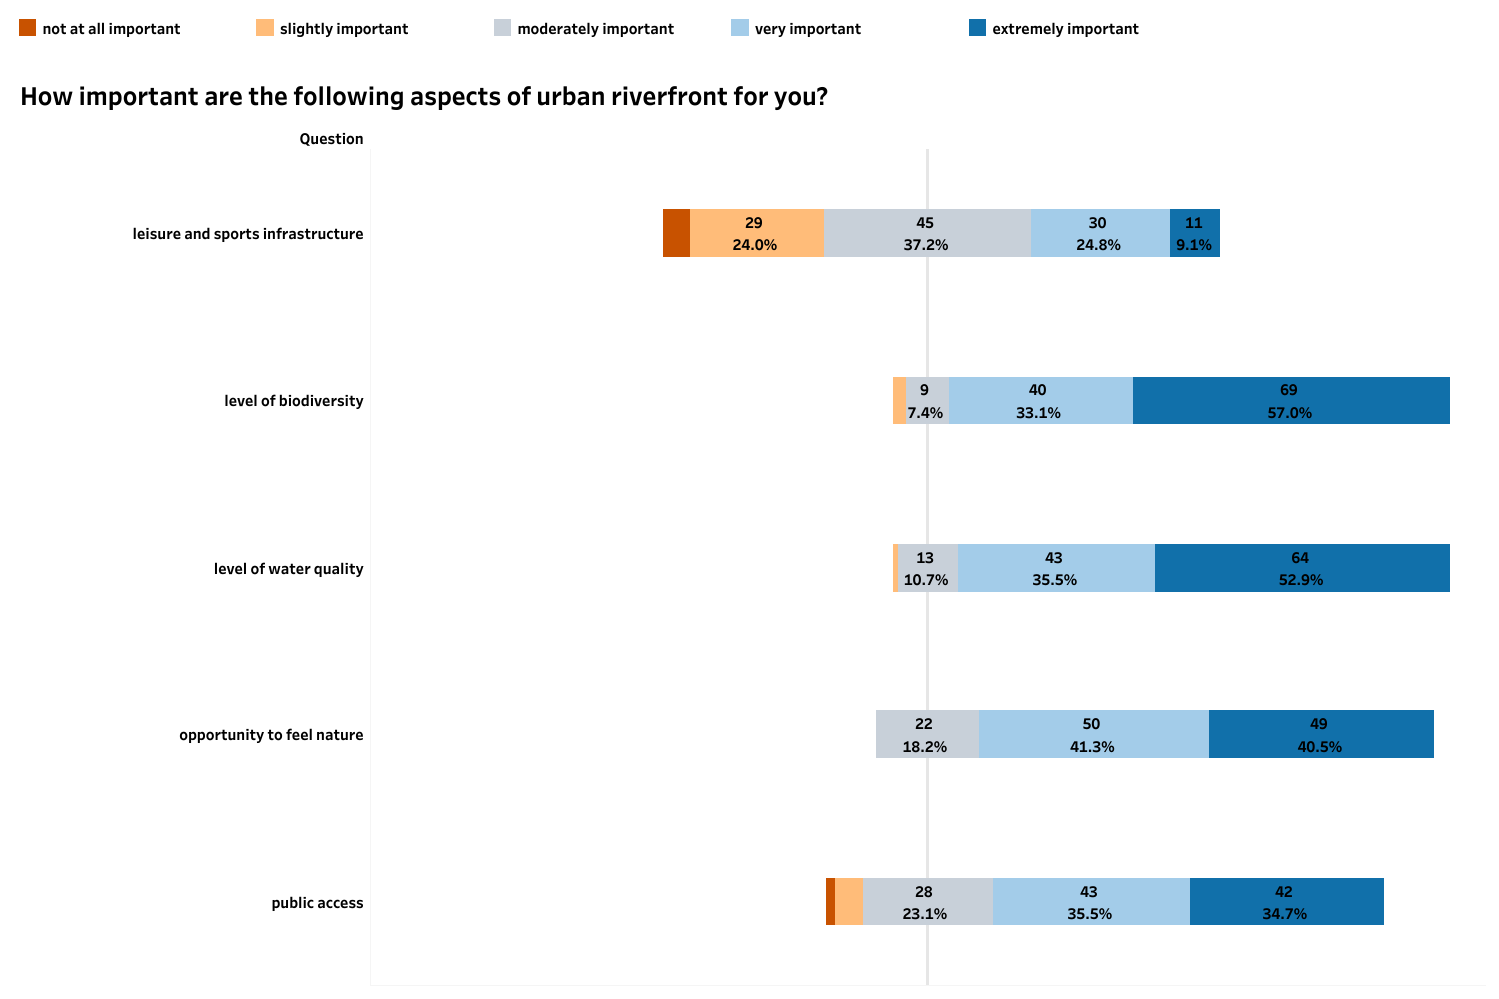 not at all important slightly important moderately important very important extremely important
How important are the following aspects of urban riverfront for you?
Question
leisure and sports infrastructure
29 45 30 11
24.0% 37.2% 24.8% 9.1%
level of biodiversity
9 40 69
7.4% 33.1% 57.0%
level of water quality
13 43 64
10.7% 35.5% 52.9%
opportunity to feel nature
22 50 49
18.2% 41.3% 40.5%
public access
28 43 42
23.1% 35.5% 34.7%